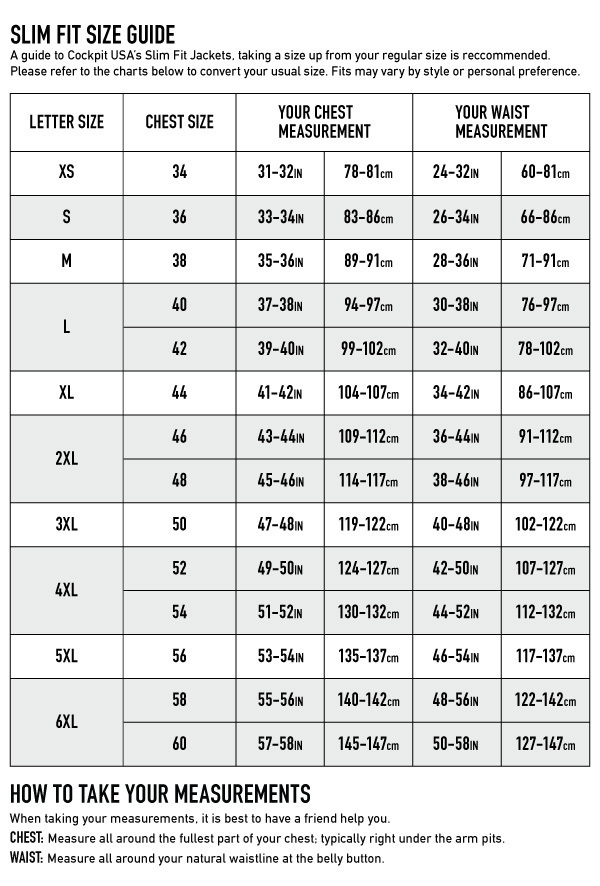 SLIM FIT SIZE GUIDE
A guide to Cockpit USA's Slim Fit Jackets, taking a size up from your regular size is reccommended.
Please refer to the charts below to convert your usual size. Fits may vary by style or personal preference.
LETTER SIZE CHEST SIZE YOUR CHEST MEASUREMENT YOUR WAIST MEASUREMENT
XS 34 31–32IN 78–81cm 24–32IN 60–81cm
S 36 33–34IN 83–86cm 26–34IN 66–86cm
M 38 35–36IN 89–91cm 28–36IN 71–91cm
L 40 37–38IN 94–97cm 30–38IN 76–97cm
42 39–40IN 99–102cm 32–40IN 78–102cm
XL 44 41–42IN 104–107cm 34–42IN 86–107cm
2XL 46 43–44IN 109–112cm 36–44IN 91–112cm
48 45–46IN 114–117cm 38–46IN 97–117cm
3XL 50 47–48IN 119–122cm 40–48IN 102–122cm
4XL 52 49–50IN 124–127cm 42–50IN 107–127cm
54 51–52IN 130–132cm 44–52IN 112–132cm
5XL 56 53–54IN 135–137cm 46–54IN 117–137cm
6XL 58 55–56IN 140–142cm 48–56IN 122–142cm
60 57–58IN 145–147cm 50–58IN 127–147cm
HOW TO TAKE YOUR MEASUREMENTS
When taking your measurements, it is best to have a friend help you.
CHEST: Measure all around the fullest part of your chest; typically right under the arm pits.
WAIST: Measure all around your natural waistline at the belly button.